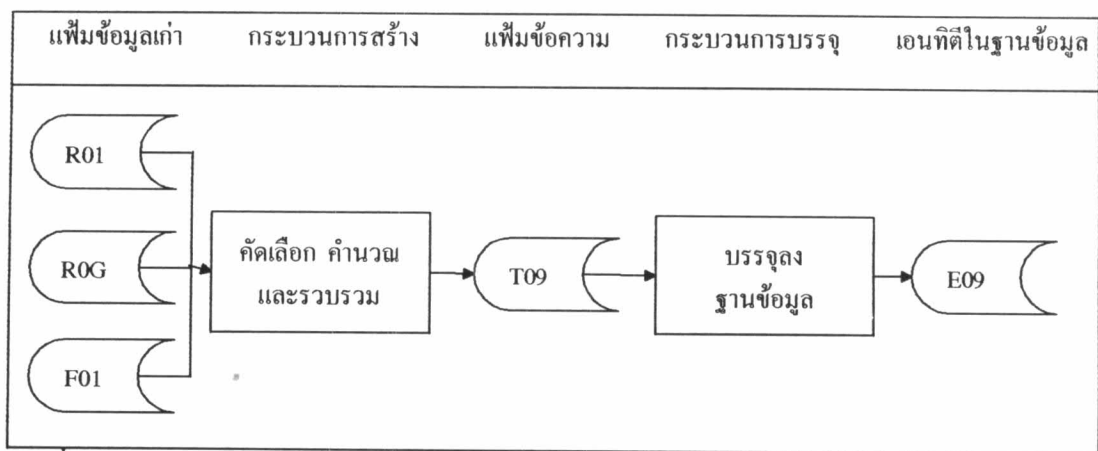 แฟ้มข้อมูลเก่า กระบวนการสร้าง แฟ้มข้อความ กระบวนการบรรจุ เอนทิตีในฐานข้อมูล
R01
R0G
F01
คัดเลือก คำนวณ
และรวบรวม
T09
บรรจุลง
ฐานข้อมูล
E09